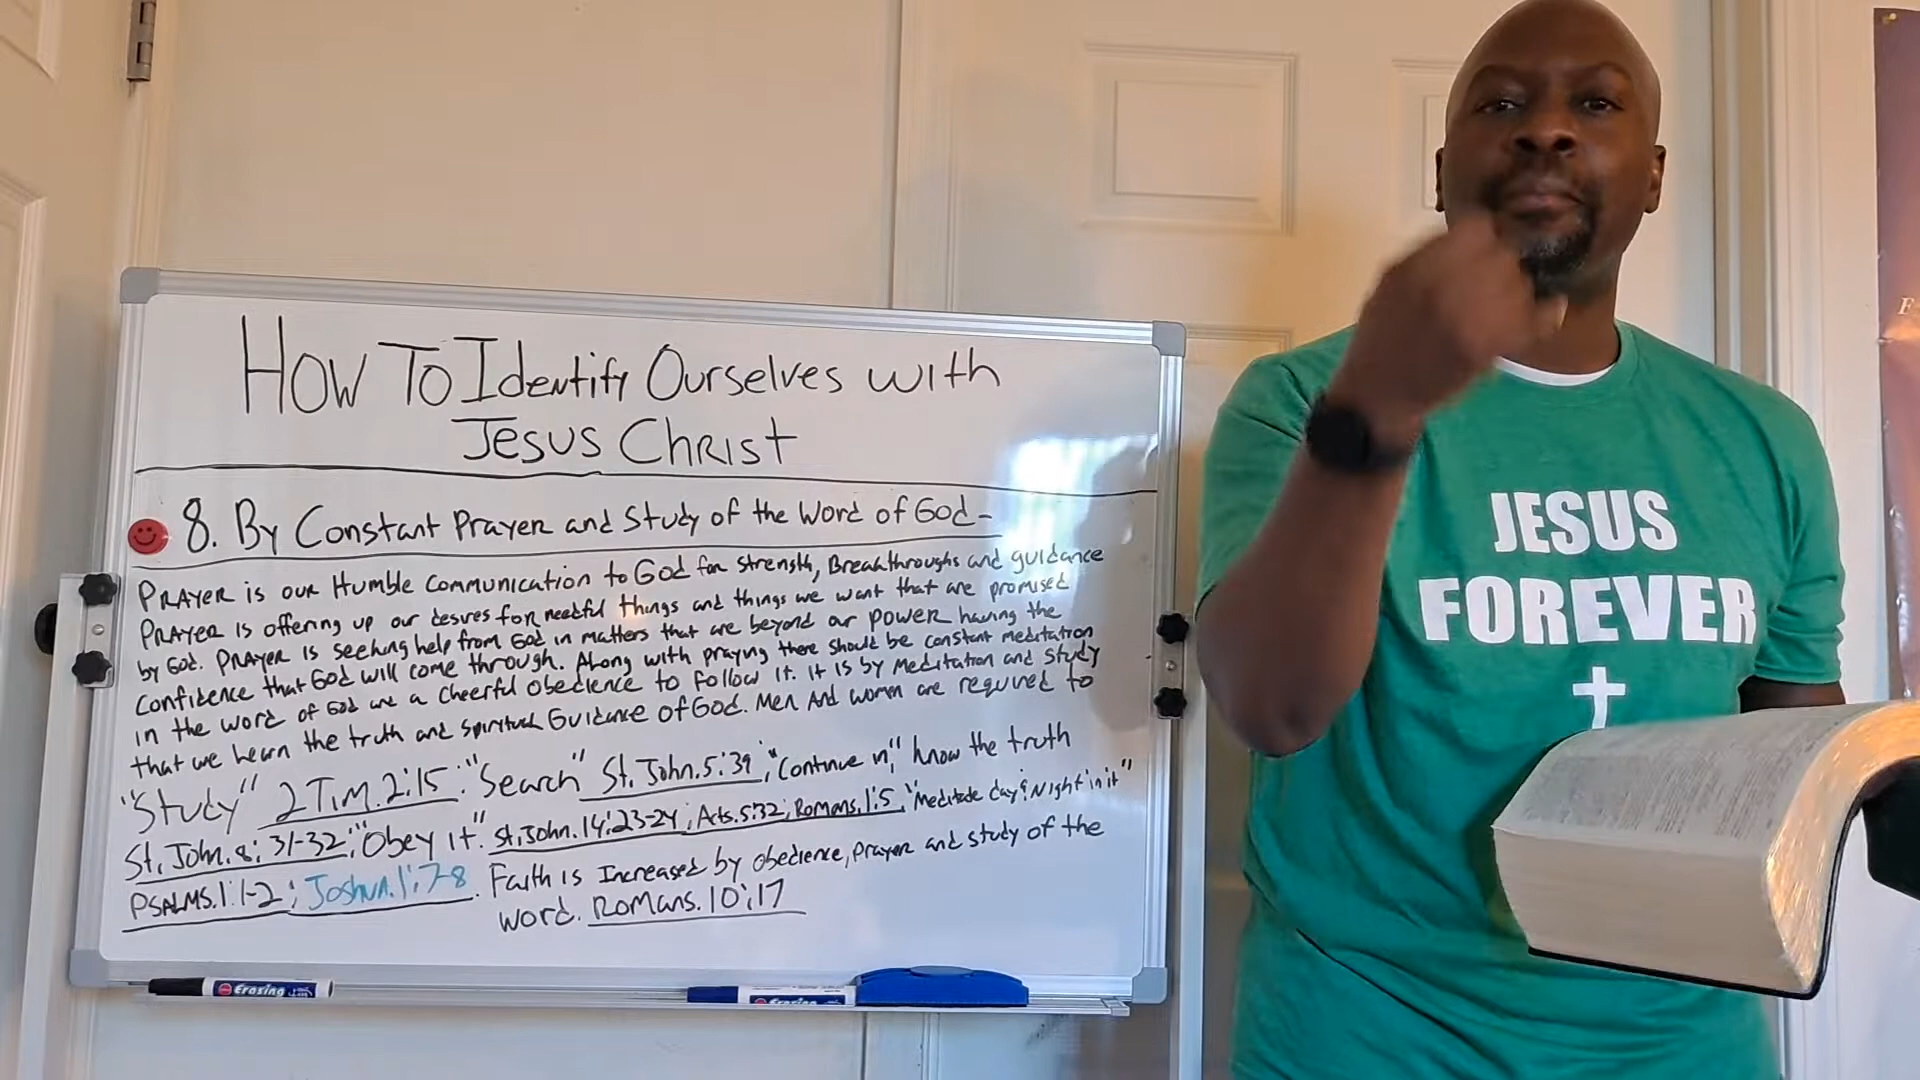 HOW TO Identify Ourselves with
Jesus Christ
8. By Constant Prayer and Study of the Word of God-
PRAYER is our Humble Communication to God for strength, Breakthroughs and guidance
PRAYER is offering up our desires for needful things and things we want that are promised
by God. PRAYER is seeking help from God in matters that are beyond our power having the
Confidence that God will come through. Along with praying there should be constant meditation
in the word of God and a cheerful obedience to follow it. it is by Meditation and study
that we learn the truth and spiritual Guidance of God. Men And women are required to
"Study" 2 Tim. 2:15; "Search" St. John. 5:39; "Continue in," know the truth
St. John. 8:31-32; "Obey it". St. John. 14:23-24; Acts. 5:32; Romans. 1:5, "Meditate day & Night in it"
PSALMS. 1:1-2; Joshua. 1:7-8. Faith is Increased by obedience, prayer and study of the
word. Romans. 10:17
Erasing
Erasing
JESUS
FOREVER
F